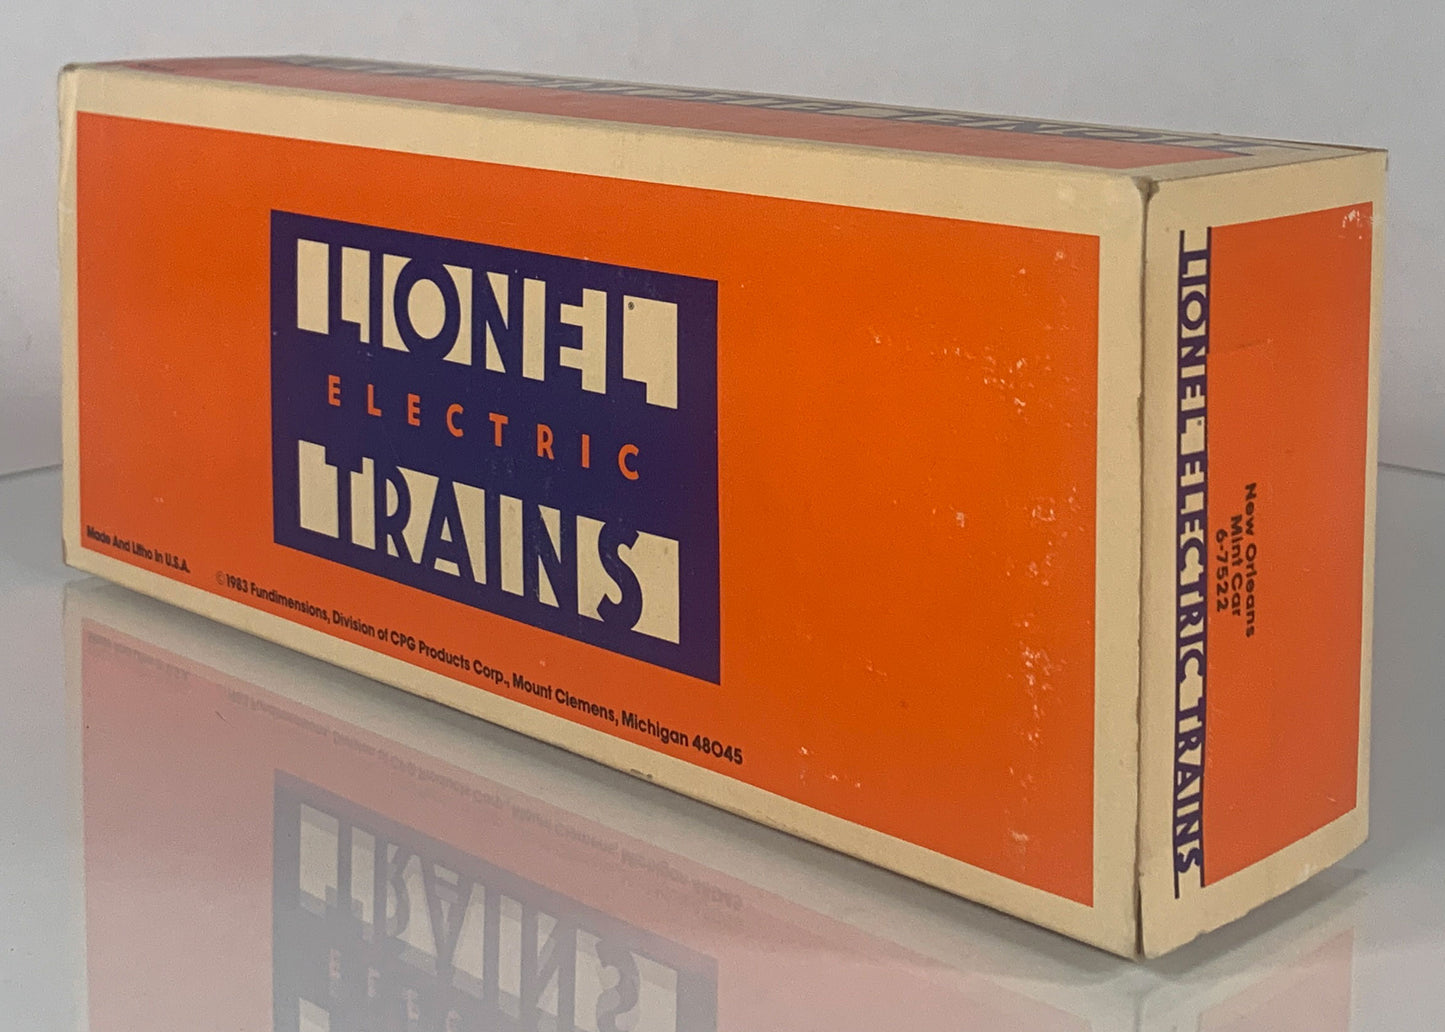 LIONEL®
ELECTRIC
TRAINS
Made And Litho In U.S.A.
©1983 Fundimensions, Division of CPG Products Corp., Mount Clemens, Michigan 48045
LIONEL ELECTRIC TRAINS
New Orleans
Mint Car
6-7522